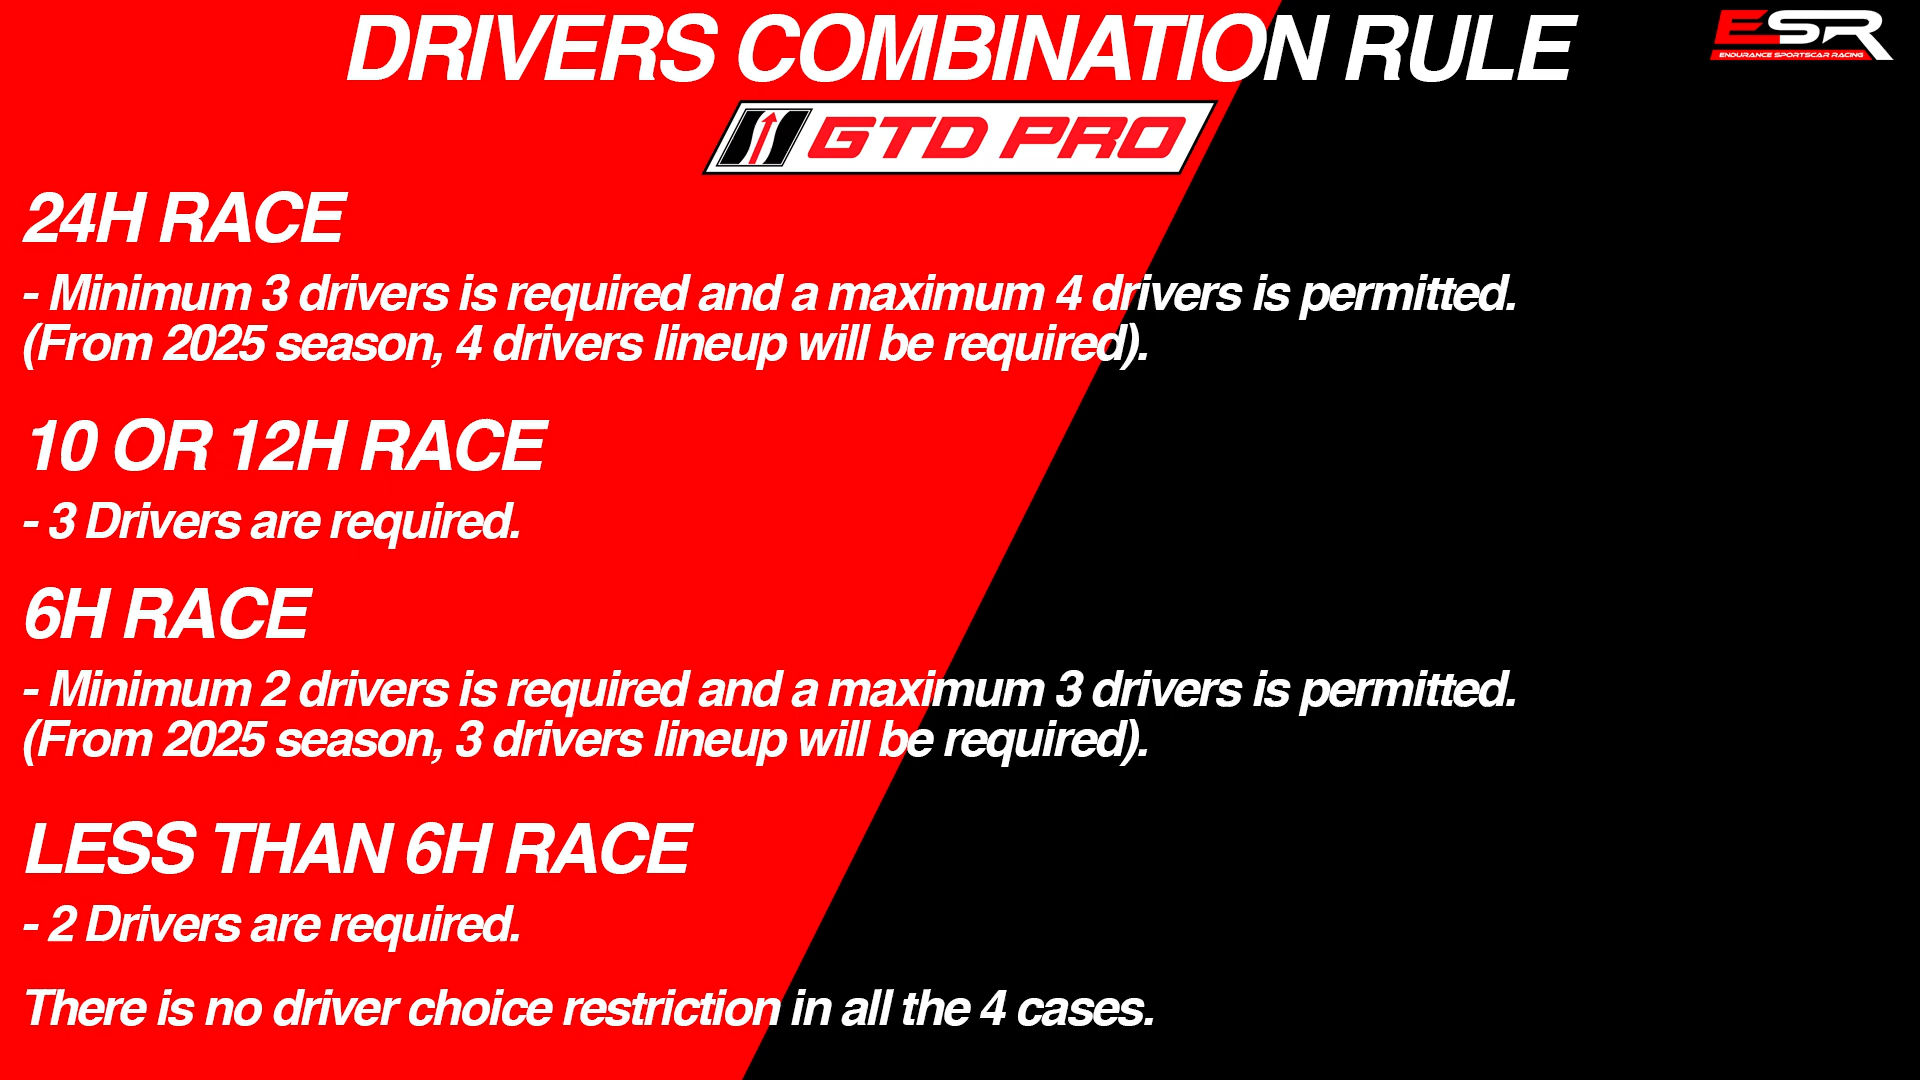 DRIVERS COMBINATION RULE
ESR
ENDURANCE SPORTSCAR RACING
GTD PRO
24H RACE
- Minimum 3 drivers is required and a maximum 4 drivers is permitted.
(From 2025 season, 4 drivers lineup will be required).
10 OR 12H RACE
- 3 Drivers are required.
6H RACE
- Minimum 2 drivers is required and a maximum 3 drivers is permitted.
(From 2025 season, 3 drivers lineup will be required).
LESS THAN 6H RACE
- 2 Drivers are required.
There is no driver choice restriction in all the 4 cases.